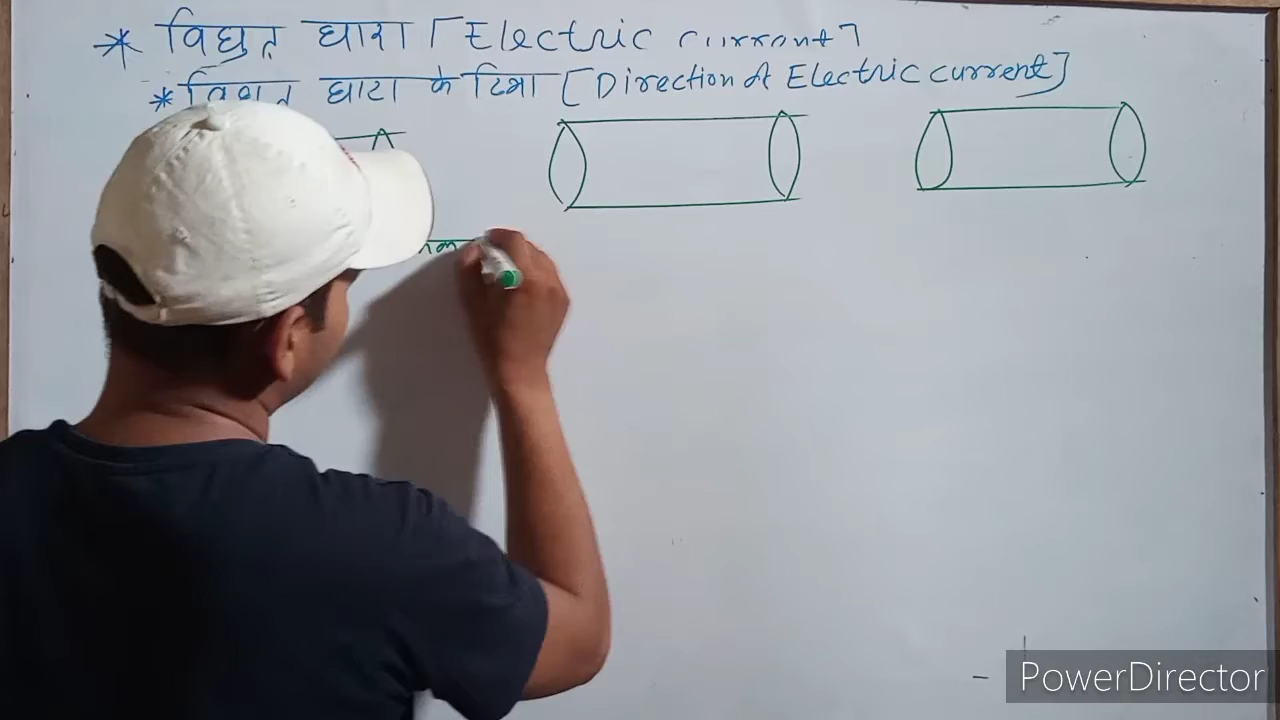 * विद्युत् धारा [Electric current]
* विद्युत् धारा के दिशा [Direction of Electric current]
PowerDirector